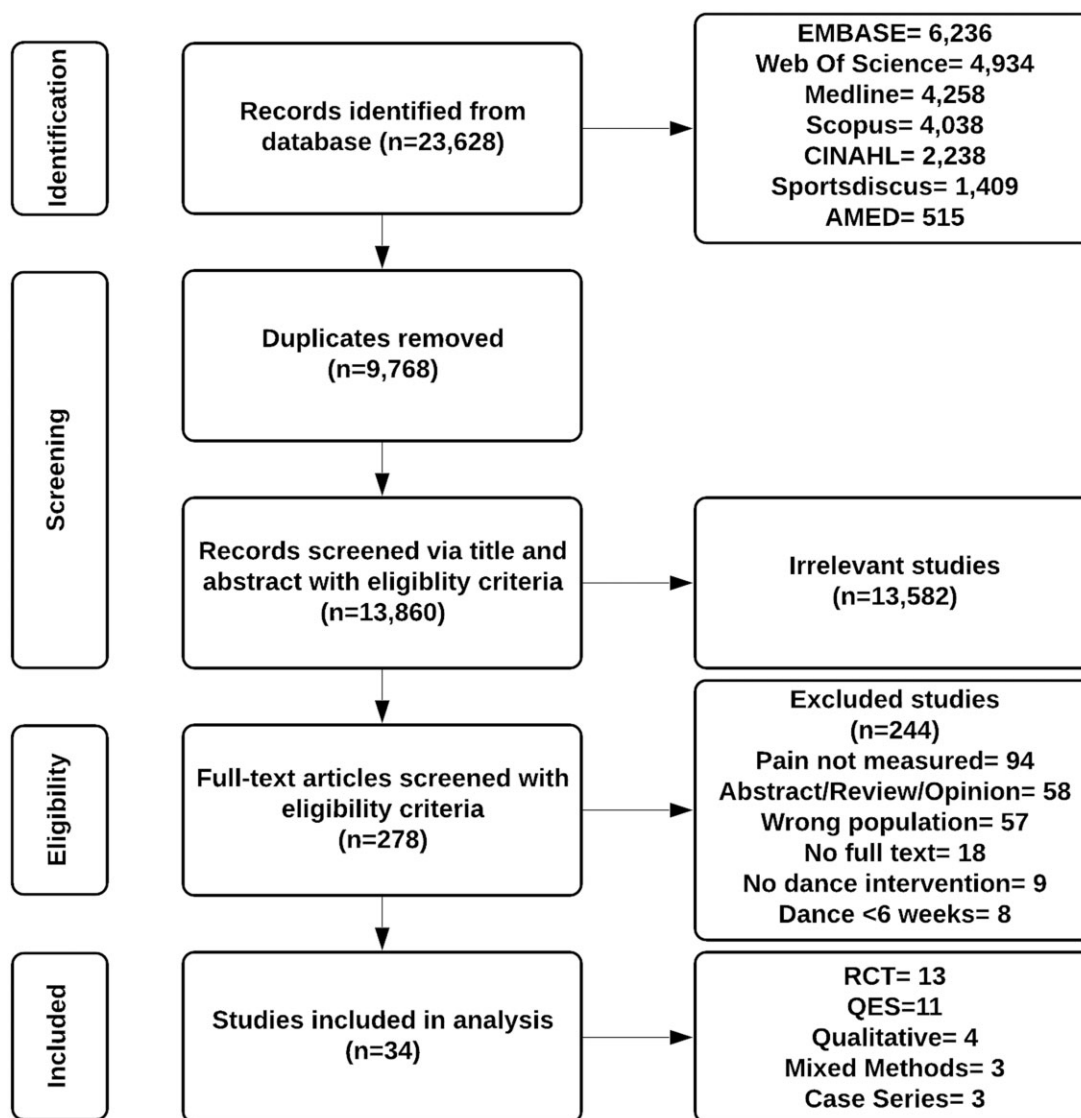 Identification
Records identified from
database (n=23,628)
EMBASE= 6,236
Web Of Science= 4,934
Medline= 4,258
Scopus= 4,038
CINAHL= 2,238
Sportsdiscus= 1,409
AMED= 515
Screening
Duplicates removed
(n=9,768)
Records screened via title and
abstract with eligiblity criteria
(n=13,860)
Irrelevant studies
(n=13,582)
Eligibility
Full-text articles screened with
eligibility criteria
(n=278)
Excluded studies
(n=244)
Pain not measured= 94
Abstract/Review/Opinion= 58
Wrong population= 57
No full text= 18
No dance intervention= 9
Dance <6 weeks= 8
Included
Studies included in analysis
(n=34)
RCT= 13
QES=11
Qualitative= 4
Mixed Methods= 3
Case Series= 3